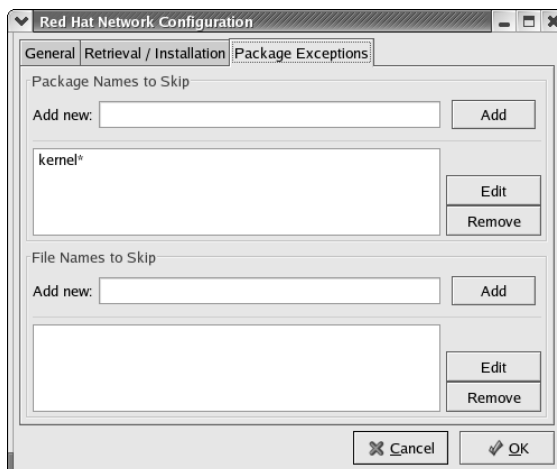 Red Hat Network Configuration
General Retrieval / Installation Package Exceptions
Package Names to Skip
Add new: Add
kernel*
Edit
Remove
File Names to Skip
Add new: Add
Edit
Remove
Cancel OK